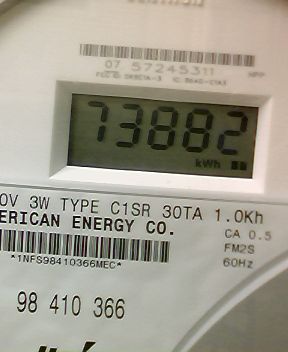 07 57245311
73882
kWh
0V 3W TYPE C1SR 30TA 1.0Kh
ERICAN ENERGY CO.
CA 0.5
FM2S
60Hz
*1NFS98410366MEC*
98 410 366